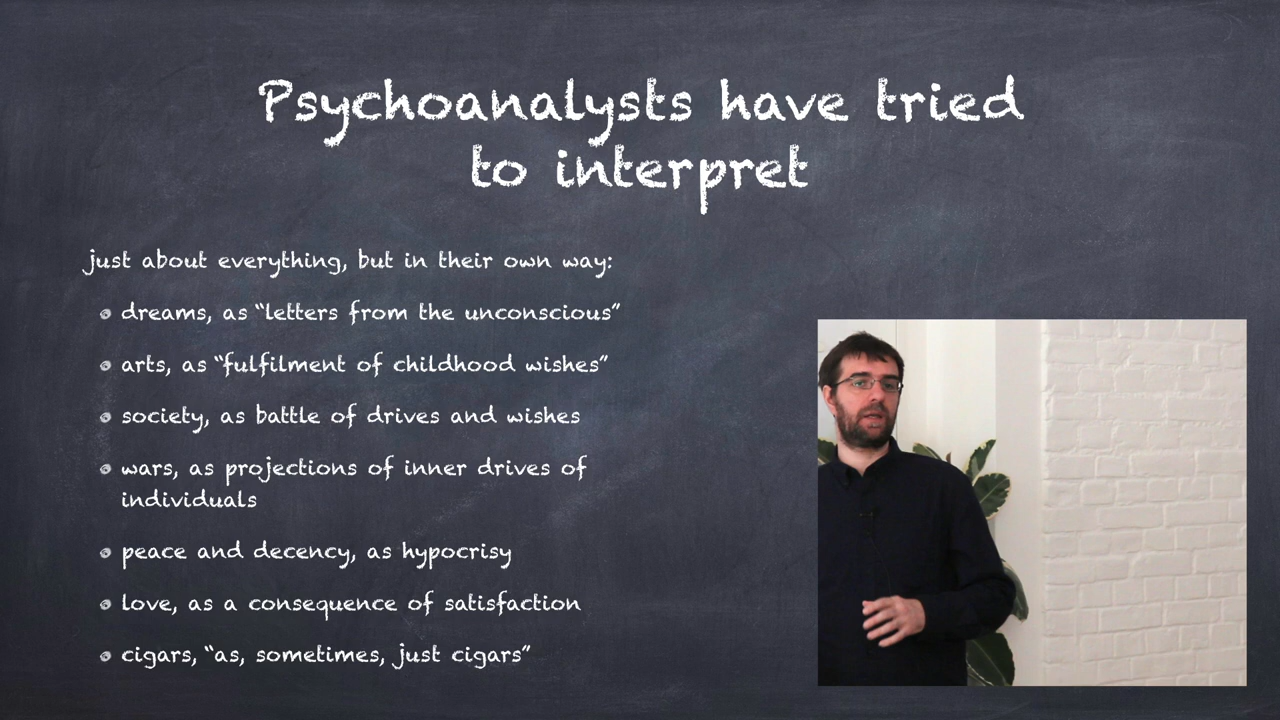 Psychoanalysts have tried
to interpret
just about everything, but in their own way:
dreams, as “letters from the unconscious”
arts, as “fulfilment of childhood wishes”
society, as battle of drives and wishes
wars, as projections of inner drives of
individuals
peace and decency, as hypocrisy
love, as a consequence of satisfaction
cigars, “as, sometimes, just cigars”